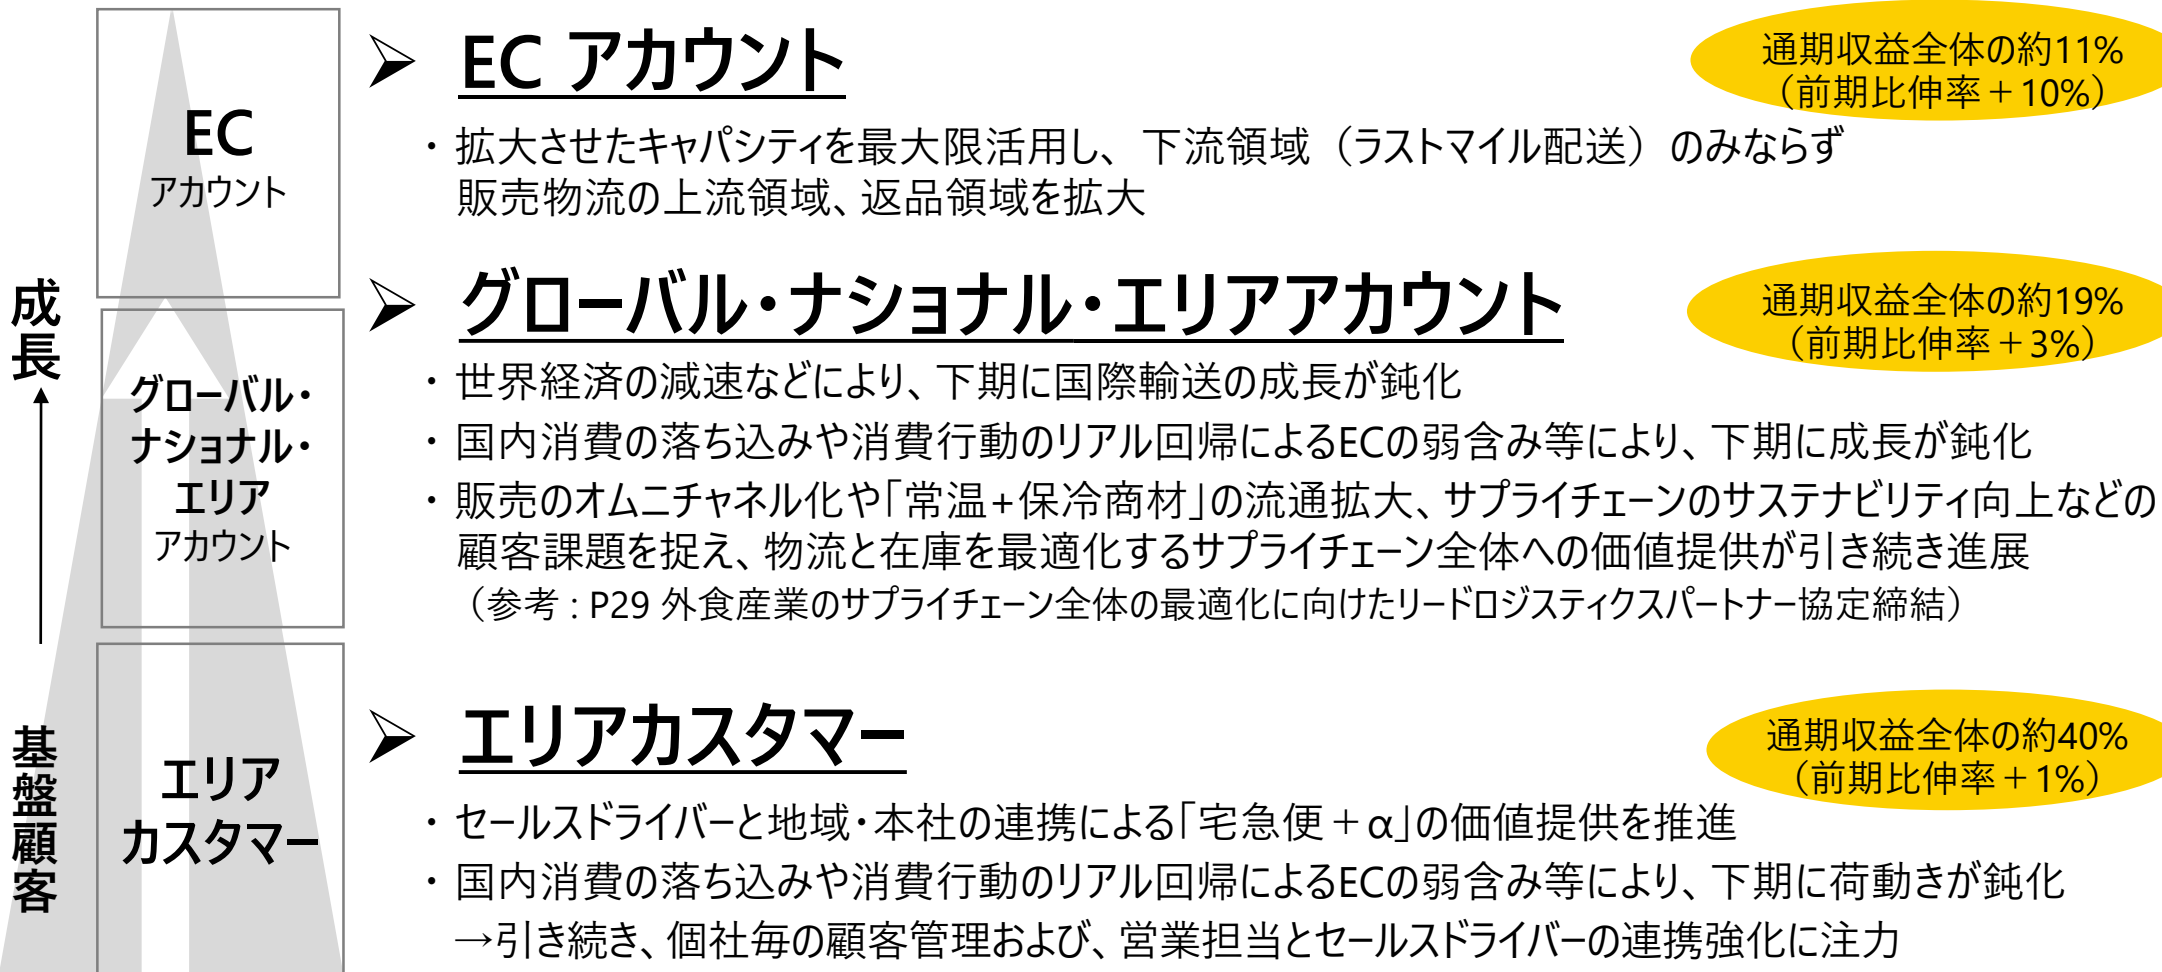 成長
基盤顧客
EC
アカウント
グローバル・
ナショナル・
エリア
アカウント
エリア
カスタマー
➢ EC アカウント
通期収益全体の約11%
（前期比伸率＋10%）
・拡大させたキャパシティを最大限活用し、下流領域（ラストマイル配送）のみならず
販売物流の上流領域、返品領域を拡大
➢ グローバル・ナショナル・エリアアカウント
通期収益全体の約19%
（前期比伸率＋3%）
・世界経済の減速などにより、下期に国際輸送の成長が鈍化
・国内消費の落ち込みや消費行動のリアル回帰によるECの弱含み等により、下期に成長が鈍化
・販売のオムニチャネル化や「常温+保冷商材」の流通拡大、サプライチェーンのサステナビリティ向上などの
顧客課題を捉え、物流と在庫を最適化するサプライチェーン全体への価値提供が引き続き進展
（参考：P29 外食産業のサプライチェーン全体の最適化に向けたリードロジスティクスパートナー協定締結）
➢ エリアカスタマー
通期収益全体の約40%
（前期比伸率＋1%）
・セールスドライバーと地域・本社の連携による「宅急便＋α」の価値提供を推進
・国内消費の落ち込みや消費行動のリアル回帰によるECの弱含み等により、下期に荷動きが鈍化
→引き続き、個社毎の顧客管理および、営業担当とセールスドライバーの連携強化に注力